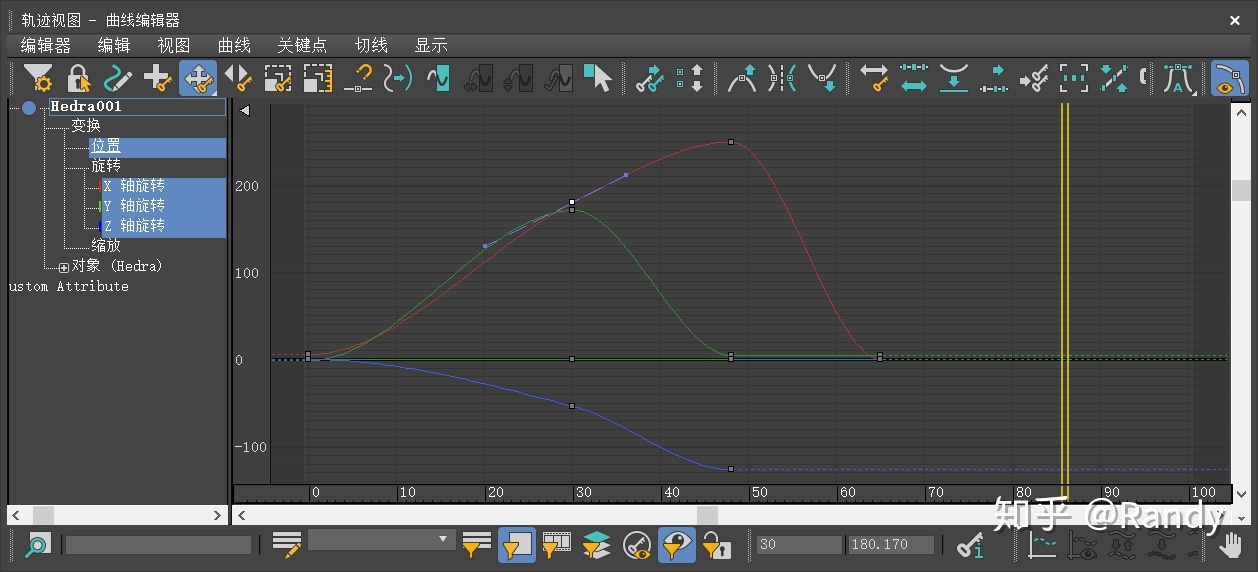 轨迹视图 - 曲线编辑器
编辑器 编辑 视图 曲线 关键点 切线 显示
Hedra001
变换
位置
旋转
X 轴旋转
Y 轴旋转
Z 轴旋转
缩放
对象 (Hedra)
ustom Attribute
200
100
0
-100
0 10 20 30 40 50 60 70 80 90 100
知乎 @Randy
30 180.170